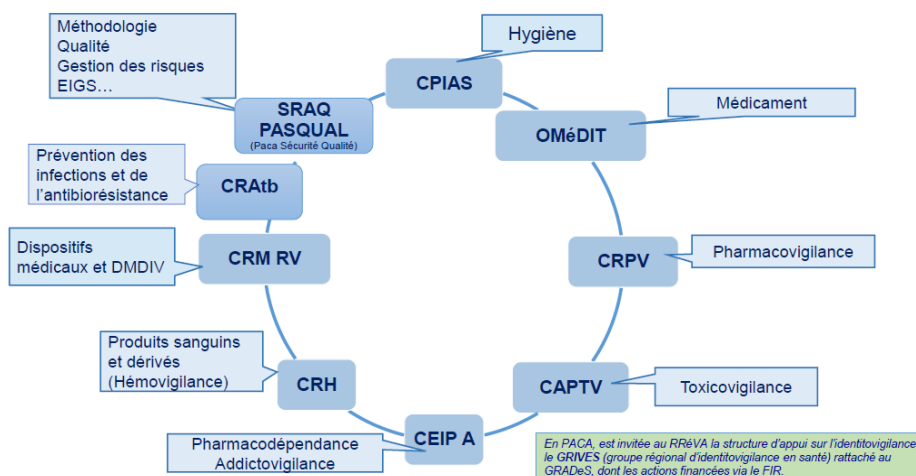 Méthodologie
Qualité
Gestion des risques
EIGS…
Hygiène
CPIAS
SRAQ
PASQUAL
(Paca Sécurité Qualité)
Médicament
OMéDIT
Prévention des
infections et de
l'antibiorésistance
CRAtb
Dispositifs
médicaux et DMDIV
CRM RV
CRPV
Pharmacovigilance
Produits sanguins
et dérivés
(Hémovigilance)
CRH
CAPTV
Toxicovigilance
CEIP A
Pharmacodépendance
Addictovigilance
En PACA, est invitée au RRéVA la structure d'appui sur l'identitovigilance
le GRIVES (groupe régional d'identitovigilance en santé) rattaché au
GRADeS, dont les actions financées via le FIR.